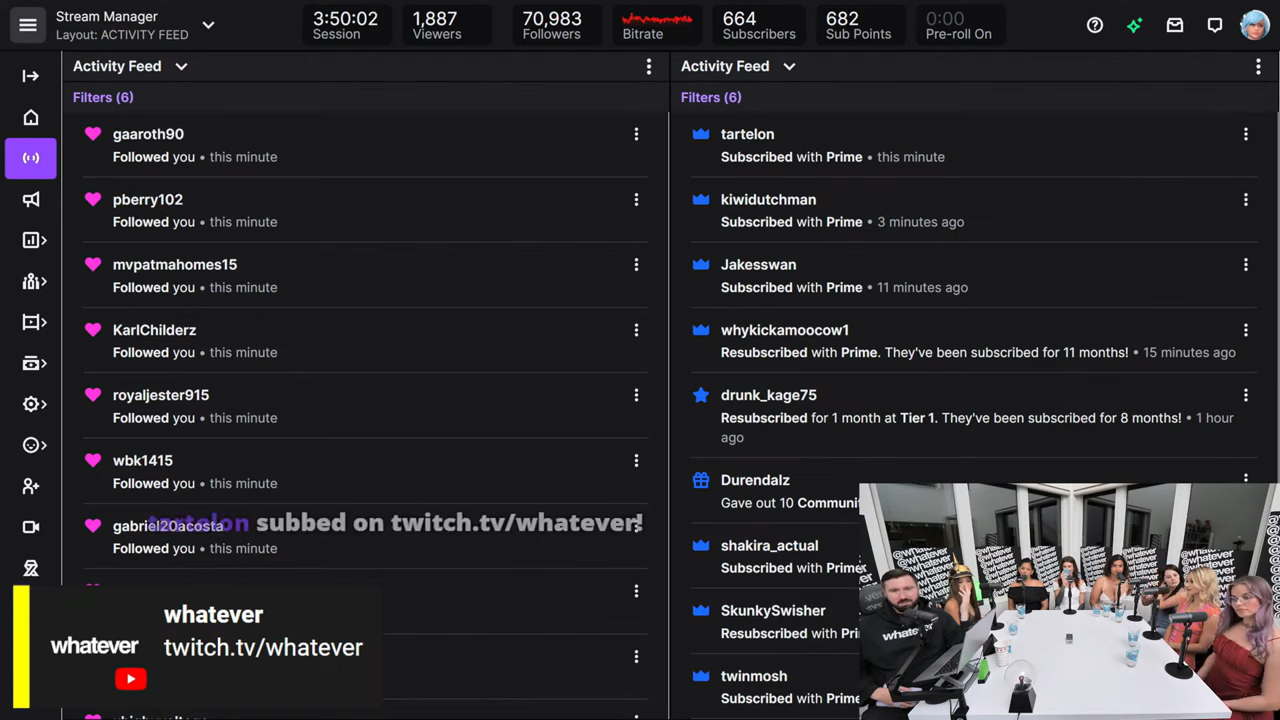 Stream Manager
Layout: ACTIVITY FEED
3:50:02
Session
1,887
Viewers
70,983
Followers
Bitrate
664
Subscribers
682
Sub Points
0:00
Pre-roll On
Activity Feed
Filters (6)
gaaroth90
Followed you • this minute
pberry102
Followed you • this minute
mvpatmahomes15
Followed you • this minute
KarlChilderz
Followed you • this minute
royaljester915
Followed you • this minute
wbk1415
Followed you • this minute
gabriel20acosta
Followed you • this minute
tartelon subbed on twitch.tv/whatever!
whatever
whatever
twitch.tv/whatever
Activity Feed
Filters (6)
tartelon
Subscribed with Prime • this minute
kiwidutchman
Subscribed with Prime • 3 minutes ago
Jakesswan
Subscribed with Prime • 11 minutes ago
whykickamoocow1
Resubscribed with Prime. They've been subscribed for 11 months! • 15 minutes ago
drunk_kage75
Resubscribed for 1 month at Tier 1. They've been subscribed for 8 months! • 1 hour
ago
Durendalz
Gave out 10
shakira_actual
Subscribed with
SkunkySwisher
Resubscribed with
twinmosh
Subscribed with
@whatever
@whatever
@whatever
whatever